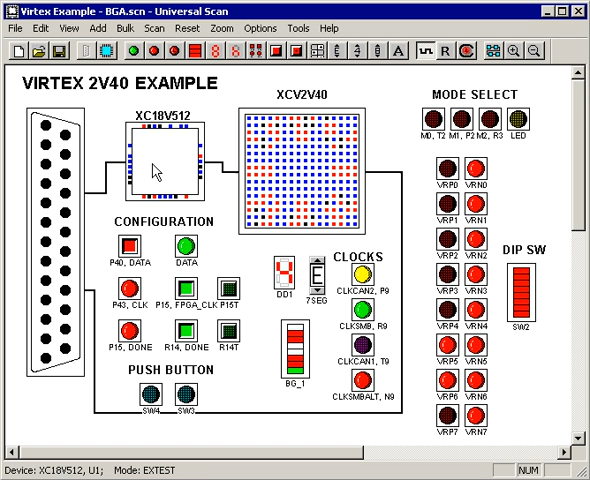 Virtex Example - BGA.scn - Universal Scan
File Edit View Add Bulk Scan Reset Zoom Options Tools Help
A R
VIRTEX 2V40 EXAMPLE
XC18V512
XCV2V40
MODE SELECT
M0, T2 M1, P2 M2, R3 LED
VRP0 VRN0
VRP1 VRN1
VRP2 VRN2
VRP3 VRN3
VRP4 VRN4
VRP5 VRN5
VRP6 VRN6
VRP7 VRN7
DIP SW
SW2
CONFIGURATION
P40, DATA DATA
P43, CLK P15, FPGA_CLK P15T
P15, DONE R14, DONE R14T
PUSH BUTTON
SW4 SW3
DD1
E
7SEG
BG_1
CLOCKS
CLKCAN2, P9
CLKSMB, R9
CLKCAN1, T9
CLKSMBALT, N9
Device: XC18V512, U1; Mode: EXTEST
NUM